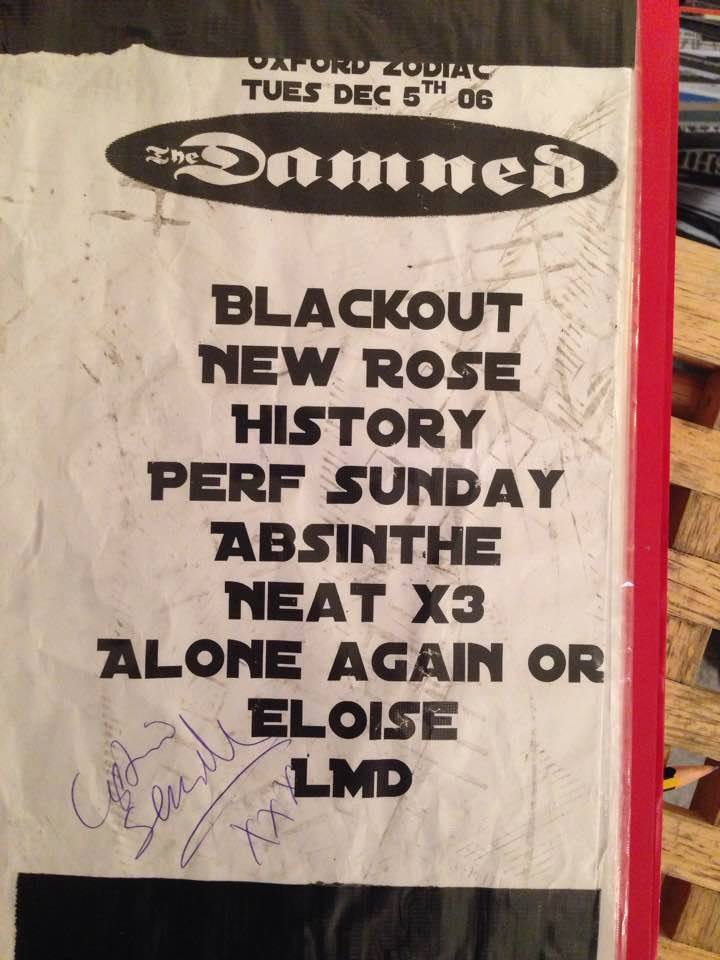 OXFORD ZODIAC
TUES DEC 5TH 06
The Damned
BLACKOUT
NEW ROSE
HISTORY
PERF SUNDAY
ABSINTHE
NEAT X3
ALONE AGAIN OR
ELOISE
LMD
XXX